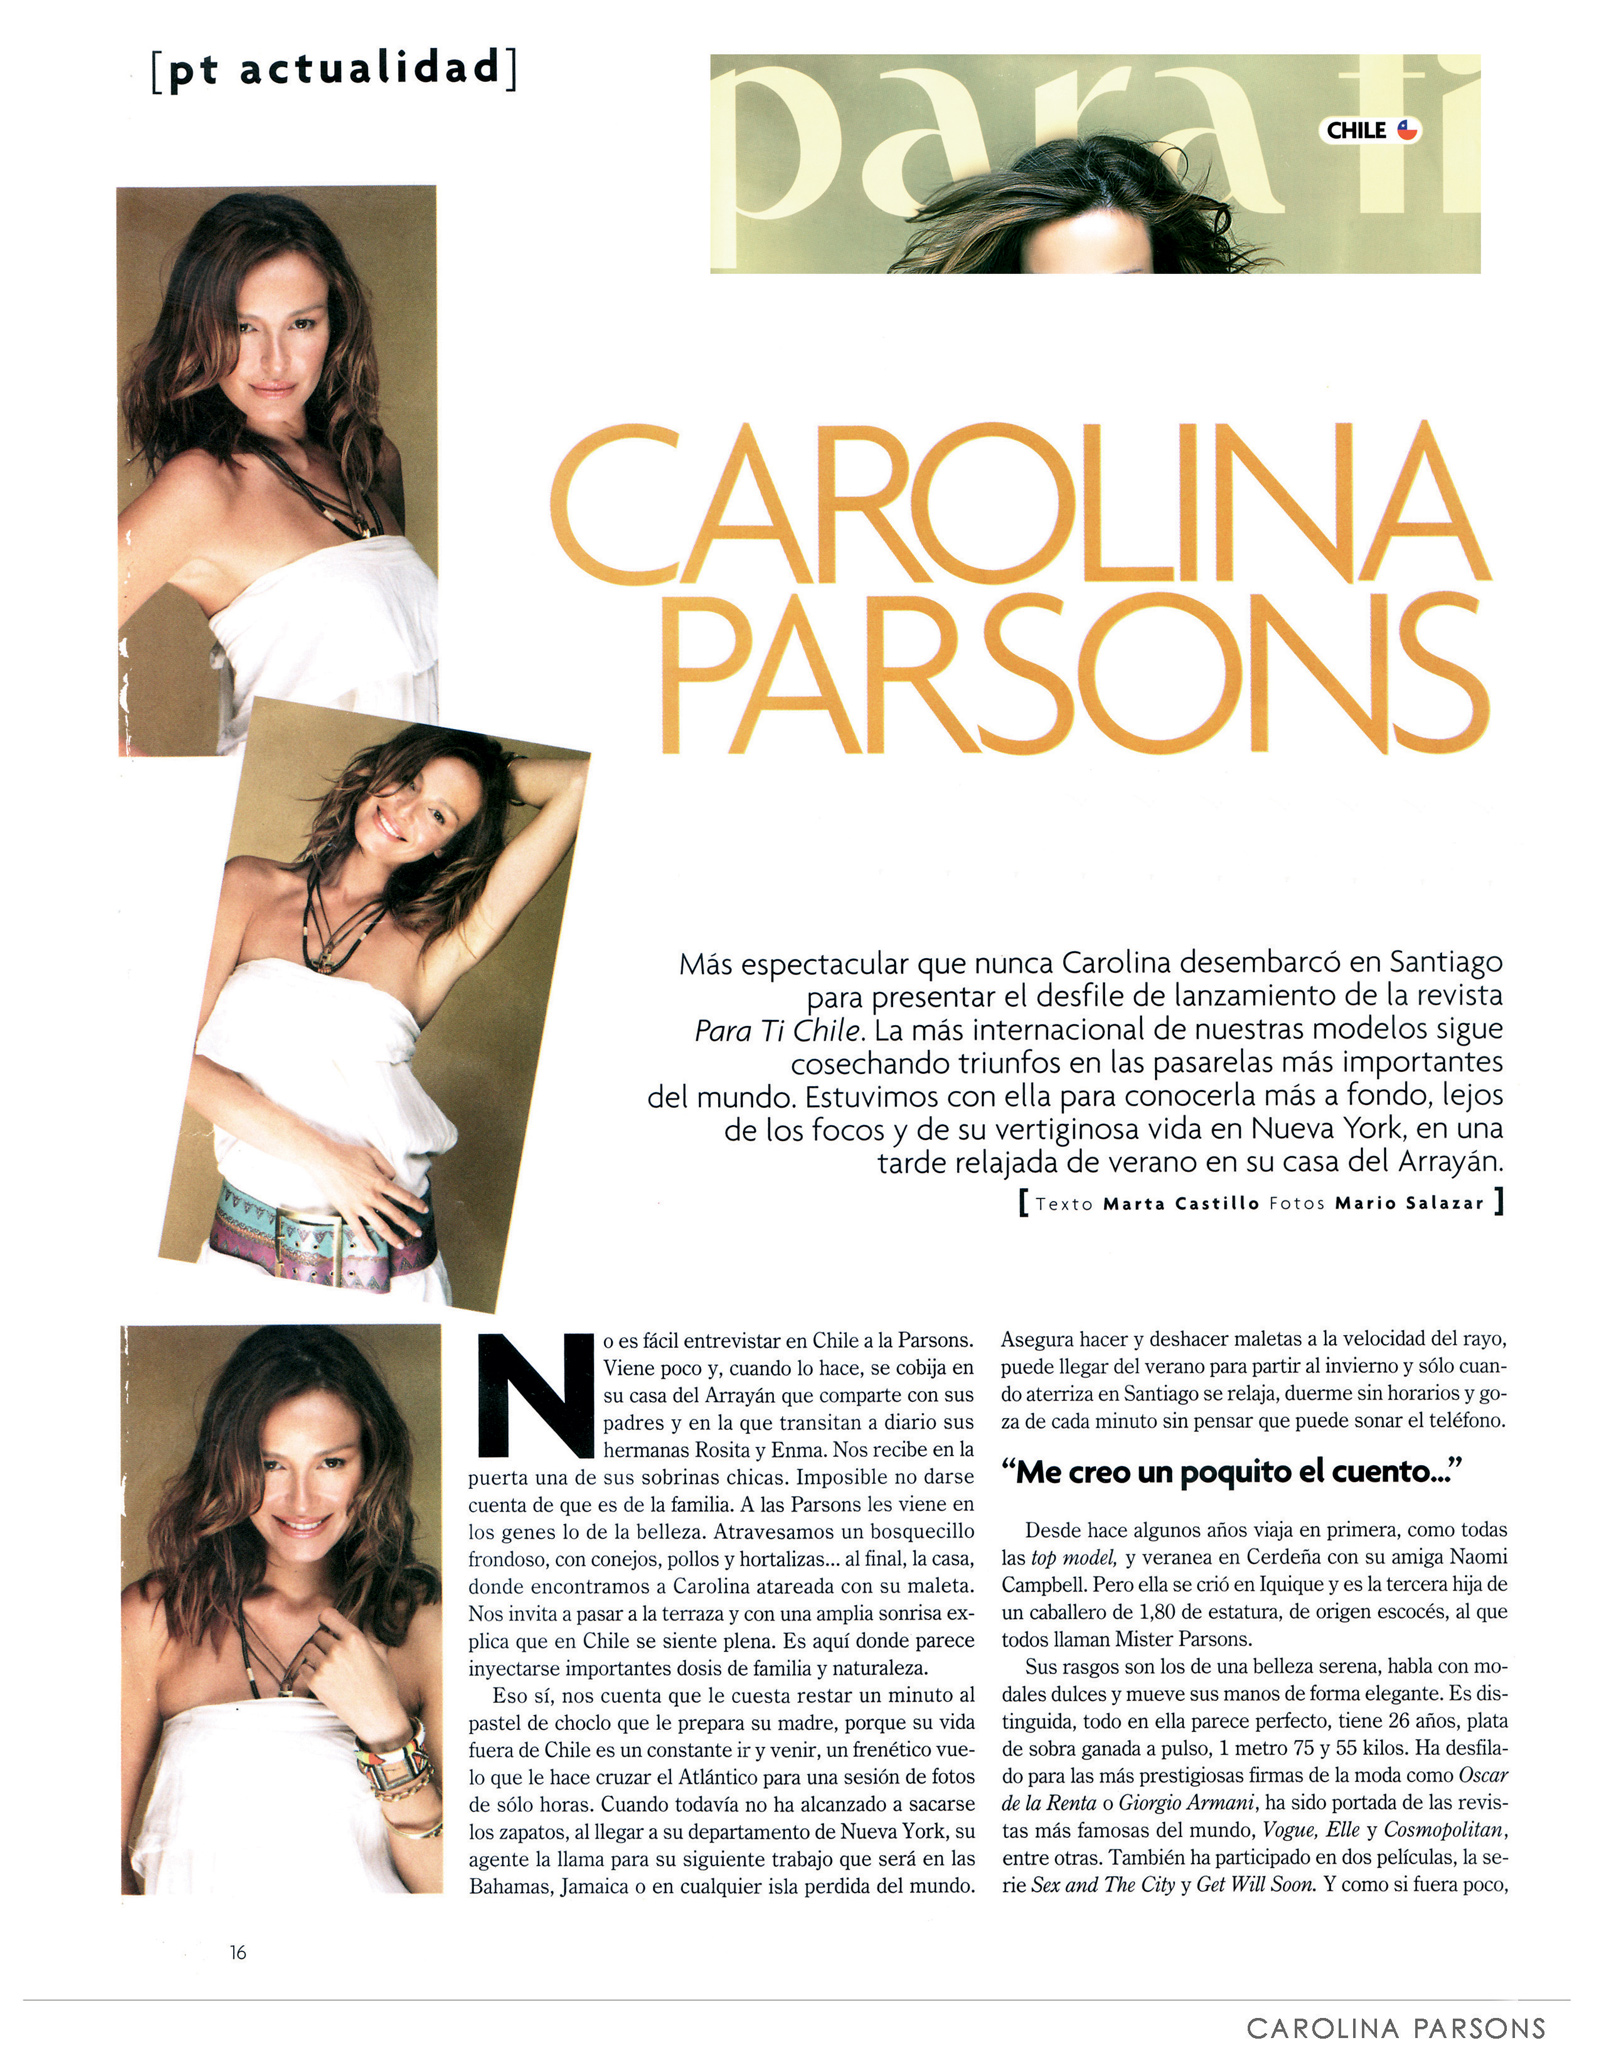 [pt actualidad]
para ti
CHILE
CAROLINA
PARSONS
Más espectacular que nunca Carolina desembarcó en Santiago
para presentar el desfile de lanzamiento de la revista
Para Ti Chile. La más internacional de nuestras modelos sigue
cosechando triunfos en las pasarelas más importantes
del mundo. Estuvimos con ella para conocerla más a fondo, lejos
de los focos y de su vertiginosa vida en Nueva York, en una
tarde relajada de verano en su casa del Arrayán.
[ Texto Marta Castillo Fotos Mario Salazar ]
No es fácil entrevistar en Chile a la Parsons.
Viene poco y, cuando lo hace, se cobija en
su casa del Arrayán que comparte con sus
padres y en la que transitan a diario sus
hermanas Rosita y Enma. Nos recibe en la
puerta una de sus sobrinas chicas. Imposible no darse
cuenta de que es de la familia. A las Parsons les viene en
los genes lo de la belleza. Atravesamos un bosquecillo
frondoso, con conejos, pollos y hortalizas... al final, la casa,
donde encontramos a Carolina atareada con su maleta.
Nos invita a pasar a la terraza y con una amplia sonrisa ex-
plica que en Chile se siente plena. Es aquí donde parece
inyectarse importantes dosis de familia y naturaleza.
Eso sí, nos cuenta que le cuesta restar un minuto al
pastel de choclo que le prepara su madre, porque su vida
fuera de Chile es un constante ir y venir, un frenético vue-
lo que le hace cruzar el Atlántico para una sesión de fotos
de sólo horas. Cuando todavía no ha alcanzado a sacarse
los zapatos, al llegar a su departamento de Nueva York, su
agente la llama para su siguiente trabajo que será en las
Bahamas, Jamaica o en cualquier isla perdida del mundo.
Asegura hacer y deshacer maletas a la velocidad del rayo,
puede llegar del verano para partir al invierno y sólo cuan-
do aterriza en Santiago se relaja, duerme sin horarios y go-
za de cada minuto sin pensar que puede sonar el teléfono.
“Me creo un poquito el cuento...”
Desde hace algunos años viaja en primera, como todas
las top model, y veranea en Cerdeña con su amiga Naomi
Campbell. Pero ella se crió en Iquique y es la tercera hija de
un caballero de 1,80 de estatura, de origen escocés, al que
todos llaman Mister Parsons.
Sus rasgos son los de una belleza serena, habla con mo-
dales dulces y mueve sus manos de forma elegante. Es dis-
tinguida, todo en ella parece perfecto, tiene 26 años, plata
de sobra ganada a pulso, 1 metro 75 y 55 kilos. Ha desfila-
do para las más prestigiosas firmas de la moda como Oscar
de la Renta o Giorgio Armani, ha sido portada de las revis-
tas más famosas del mundo, Vogue, Elle y Cosmopolitan,
entre otras. También ha participado en dos películas, la se-
rie Sex and The City y Get Will Soon. Y como si fuera poco,
16
CAROLINA PARSONS